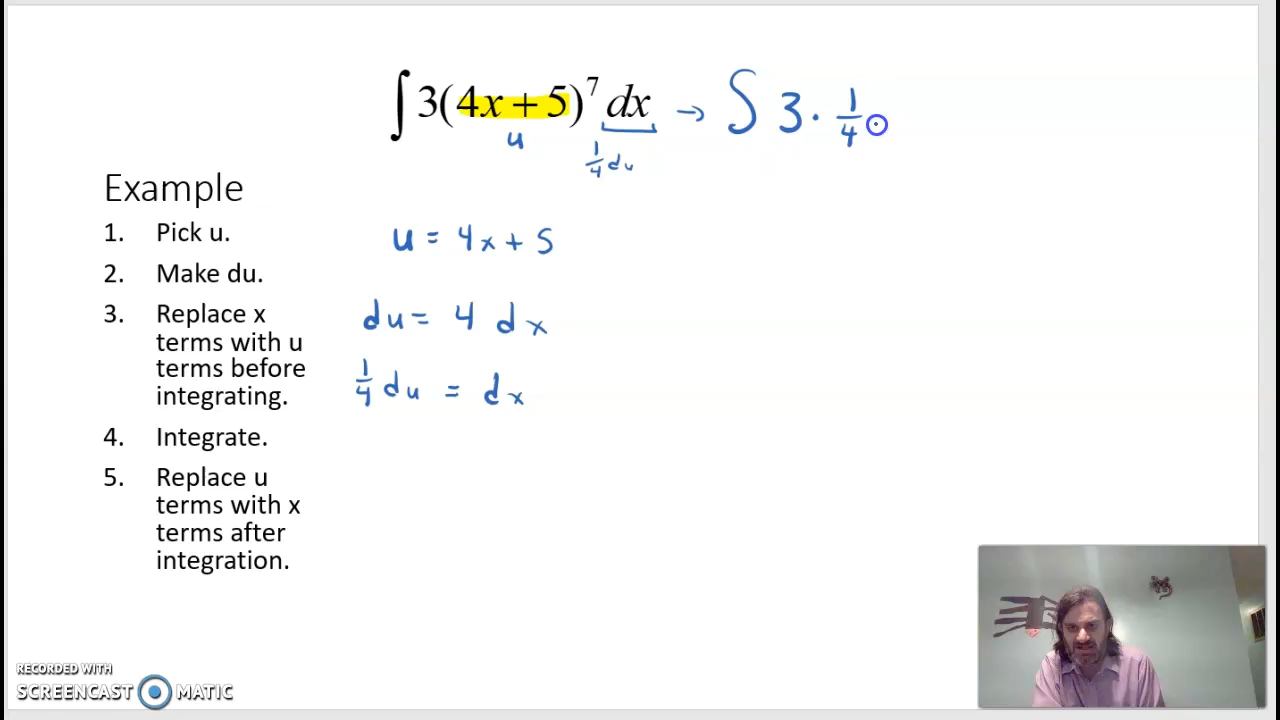 ∫ 3(4x + 5)⁷ dx → ∫ 3 · 1/4
u
1/4 du
Example
1. Pick u.
u = 4x + 5
2. Make du.
3. Replace x
terms with u
terms before
integrating.
du = 4 dx
1/4 du = dx
4. Integrate.
5. Replace u
terms with x
terms after
integration.
RECORDED WITH
SCREENCAST MATIC